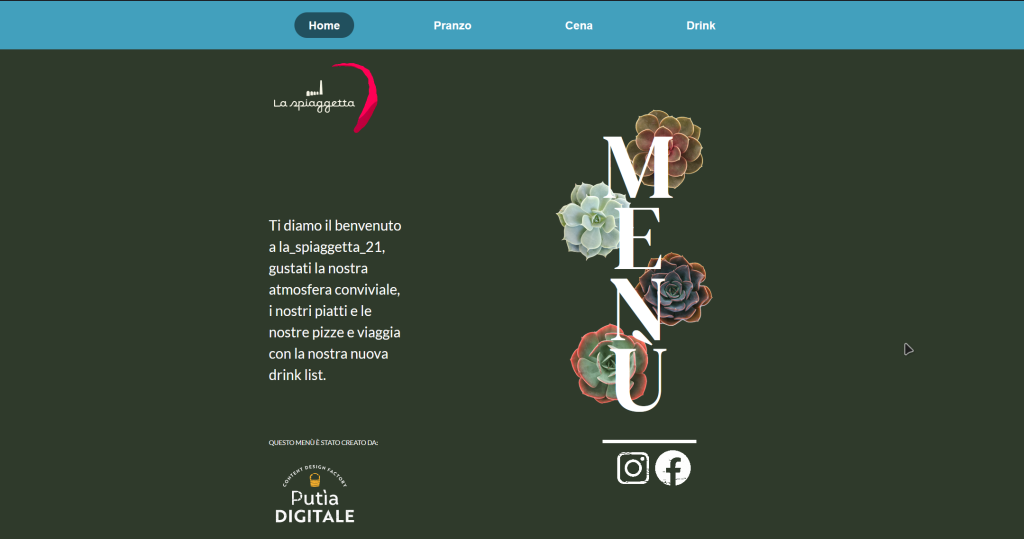 Home
Pranzo
Cena
Drink
La spiaggetta
MENÙ
Ti diamo il benvenuto
a la_spiaggetta_21,
gustati la nostra
atmosfera conviviale,
i nostri piatti e le
nostre pizze e viaggia
con la nostra nuova
drink list.
QUESTO MENÙ È STATO CREATO DA:
CONTENT DESIGN FACTORY
Putìa
DIGITALE